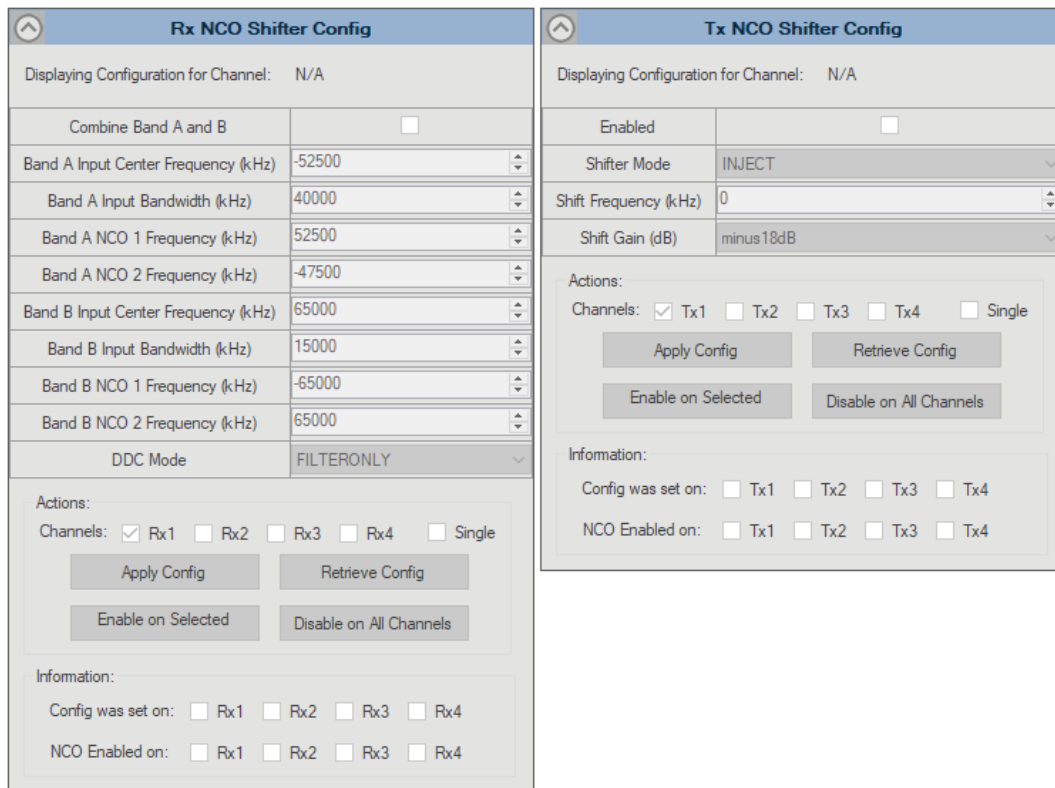 Rx NCO Shifter Config
Displaying Configuration for Channel: N/A
Combine Band A and B
Band A Input Center Frequency (kHz) -52500
Band A Input Bandwidth (kHz) 40000
Band A NCO 1 Frequency (kHz) 52500
Band A NCO 2 Frequency (kHz) -47500
Band B Input Center Frequency (kHz) 65000
Band B Input Bandwidth (kHz) 15000
Band B NCO 1 Frequency (kHz) -65000
Band B NCO 2 Frequency (kHz) 65000
DDC Mode FILTERONLY
Actions:
Channels: Rx1 Rx2 Rx3 Rx4 Single
Apply Config Retrieve Config
Enable on Selected Disable on All Channels
Information:
Config was set on: Rx1 Rx2 Rx3 Rx4
NCO Enabled on: Rx1 Rx2 Rx3 Rx4
Tx NCO Shifter Config
Displaying Configuration for Channel: N/A
Enabled
Shifter Mode INJECT
Shift Frequency (kHz) 0
Shift Gain (dB) minus18dB
Actions:
Channels: Tx1 Tx2 Tx3 Tx4 Single
Apply Config Retrieve Config
Enable on Selected Disable on All Channels
Information:
Config was set on: Tx1 Tx2 Tx3 Tx4
NCO Enabled on: Tx1 Tx2 Tx3 Tx4